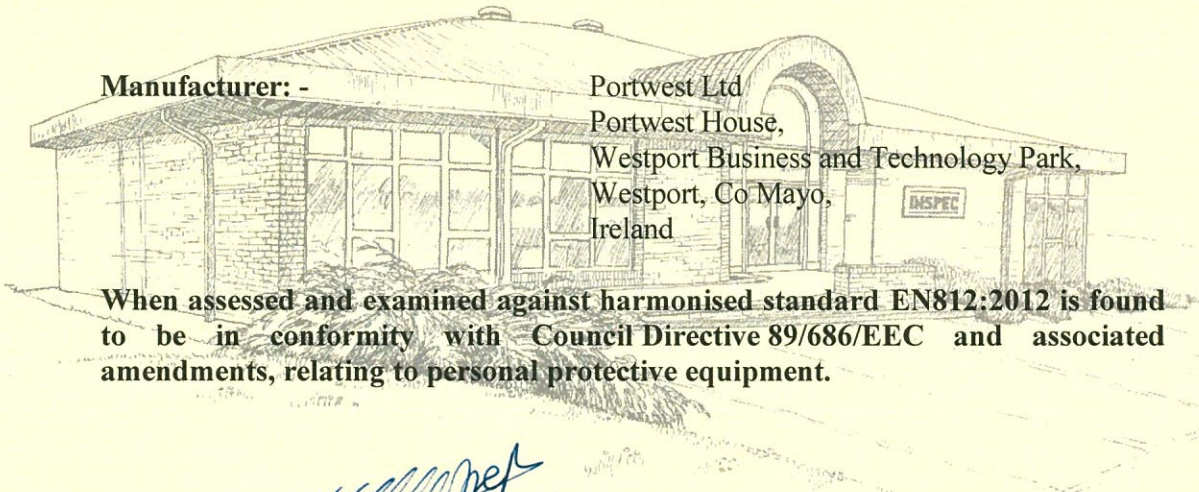 Manufacturer: - Portwest Ltd
Portwest House,
Westport Business and Technology Park,
Westport, Co Mayo,
Ireland
INSPEC
When assessed and examined against harmonised standard EN812:2012 is found
to be in conformity with Council Directive 89/686/EEC and associated
amendments, relating to personal protective equipment.